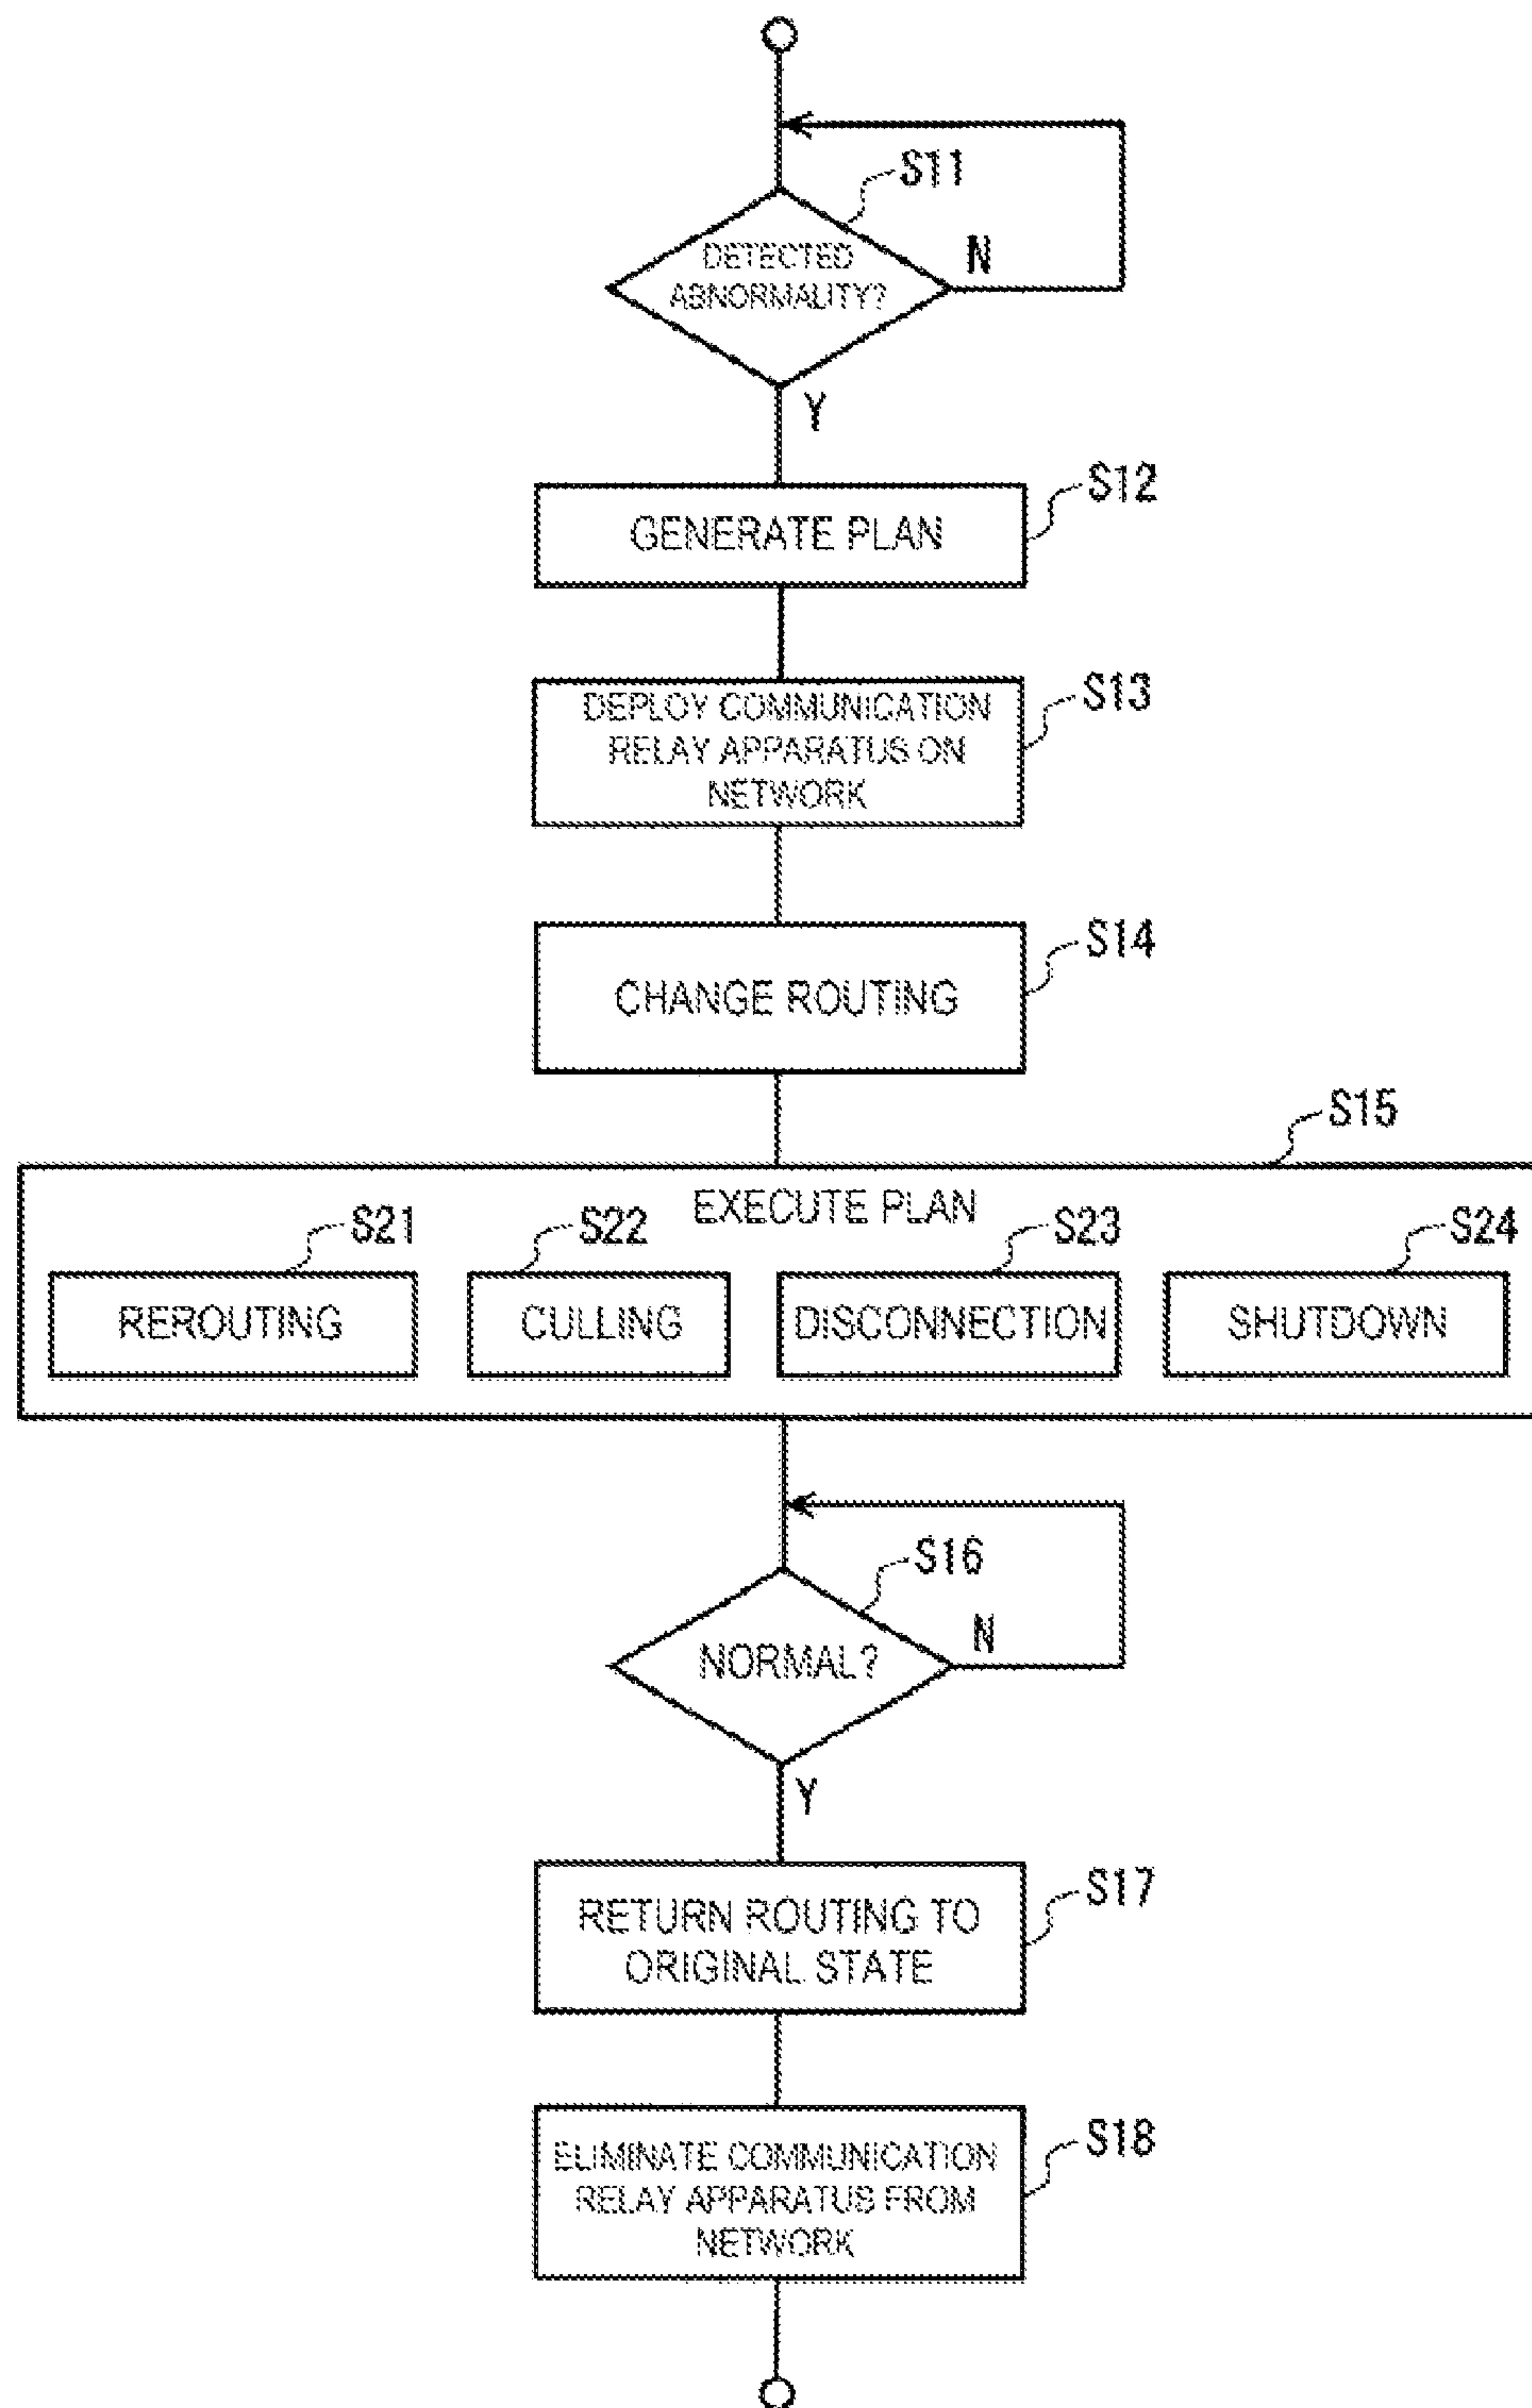 S11
DETECTED
ABNORMALITY?
N
Y
S12
GENERATE PLAN
S13
DEPLOY COMMUNICATION
RELAY APPARATUS ON
NETWORK
S14
CHANGE ROUTING
S15
EXECUTE PLAN
S21
S22
S23
S24
REROUTING
CULLING
DISCONNECTION
SHUTDOWN
S16
NORMAL?
N
Y
S17
RETURN ROUTING TO
ORIGINAL STATE
S18
ELIMINATE COMMUNICATION
RELAY APPARATUS FROM
NETWORK